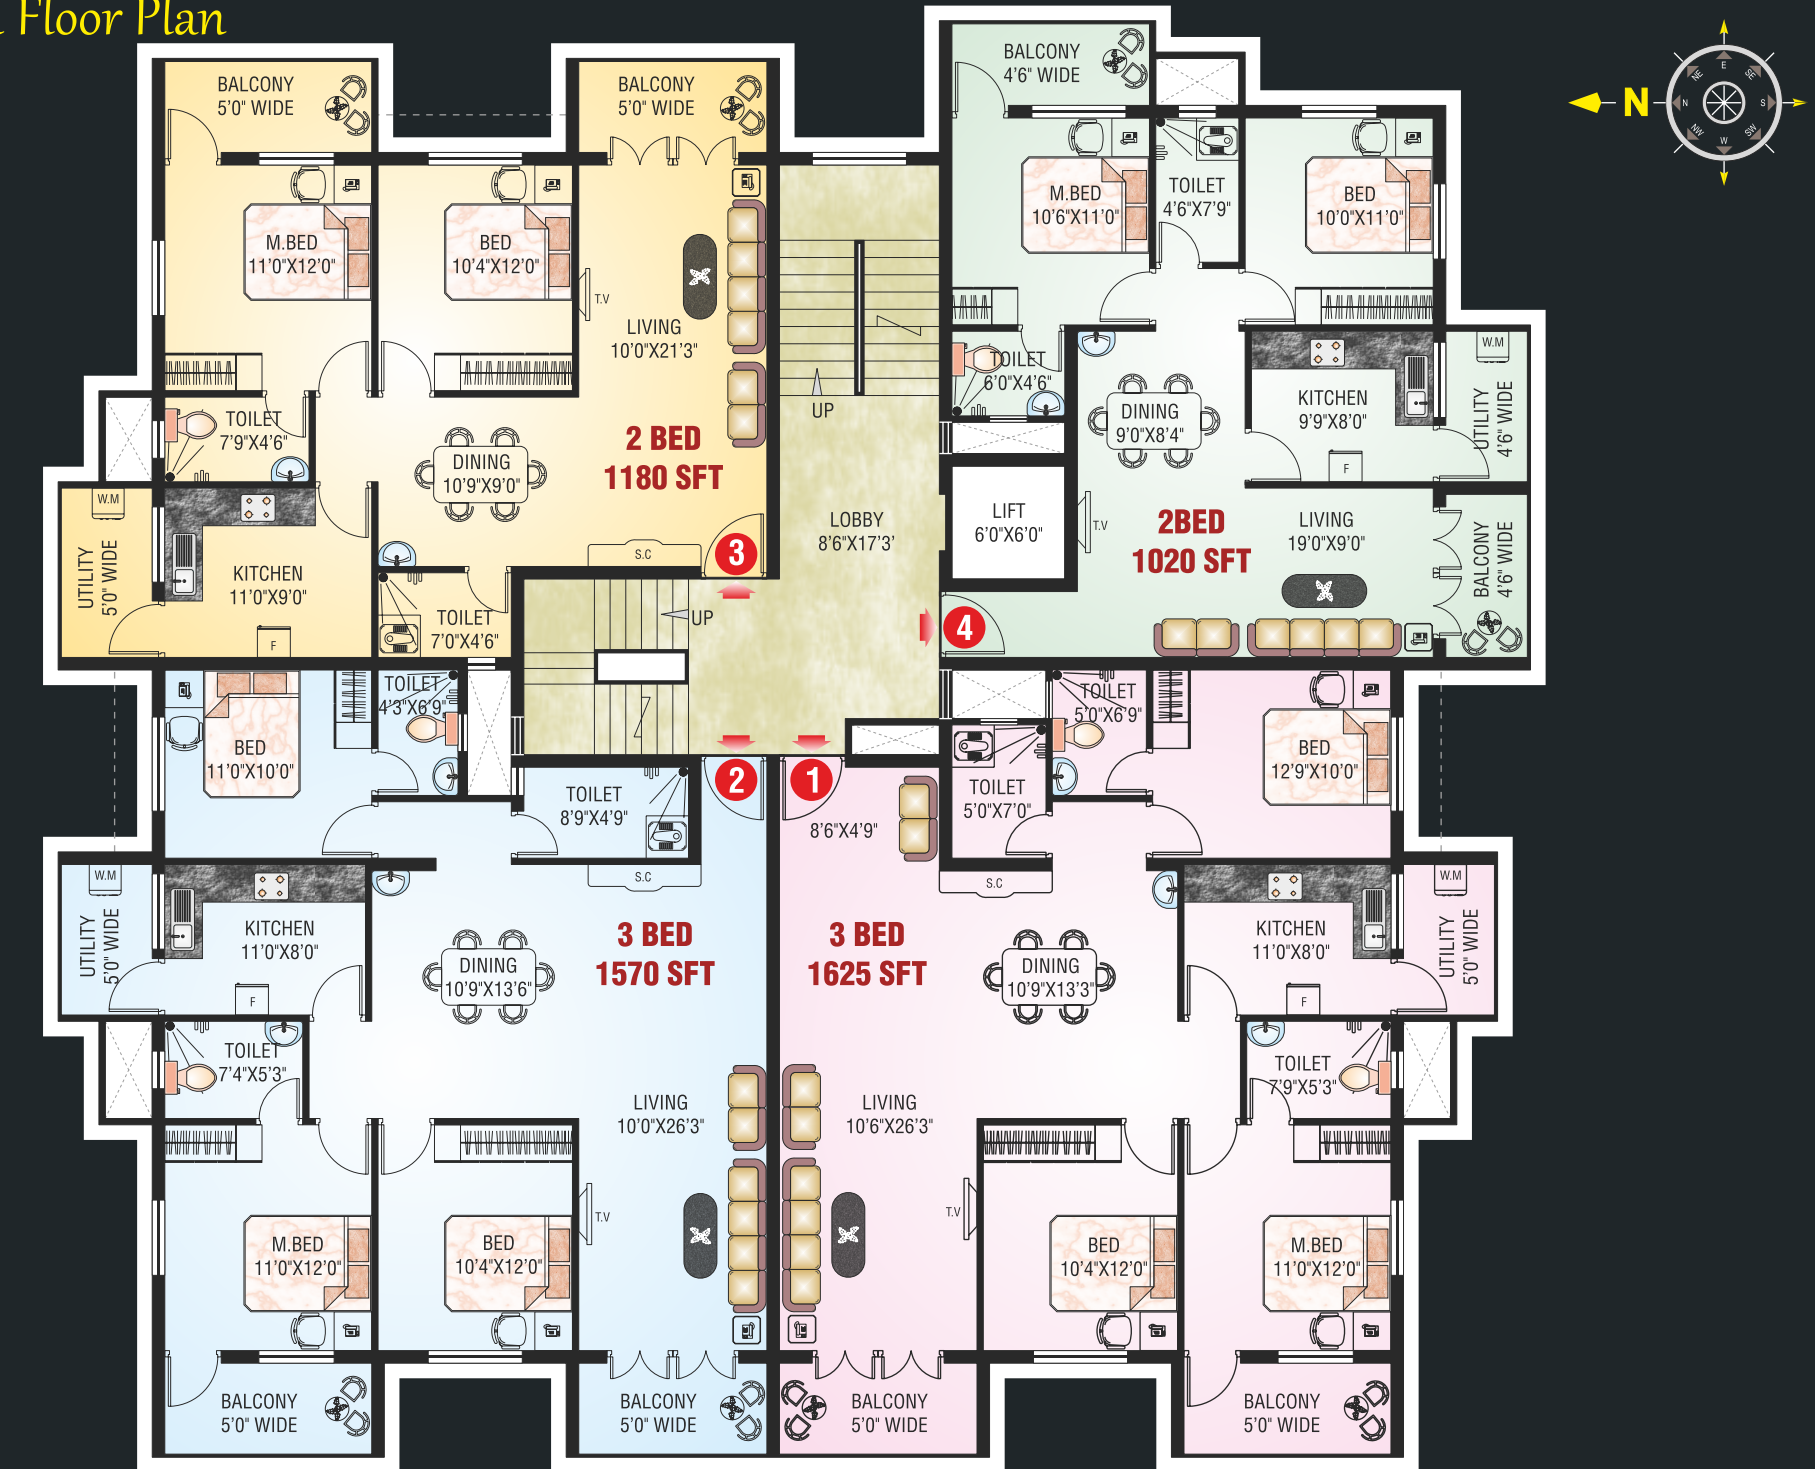 Floor Plan
BALCONY
5'0" WIDE
BALCONY
5'0" WIDE
BALCONY
4'6" WIDE
N
E
SE
S
SW
W
NW
N
NE
M.BED
11'0"X12'0"
BED
10'4"X12'0"
T.V
LIVING
10'0"X21'3"
2 BED
1180 SFT
TOILET
7'9"X4'6"
DINING
10'9"X9'0"
W.M
UTILITY
5'0" WIDE
KITCHEN
11'0"X9'0"
F
TOILET
7'0"X4'6"
S.C
3
UP
UP
LOBBY
8'6"X17'3'
LIFT
6'0"X6'0"
M.BED
10'6"X11'0"
TOILET
4'6"X7'9"
BED
10'0"X11'0"
TOILET
6'0"X4'6"
DINING
9'0"X8'4"
KITCHEN
9'9"X8'0"
F
W.M
UTILITY
4'6" WIDE
T.V
2BED
1020 SFT
LIVING
19'0"X9'0"
BALCONY
4'6" WIDE
4
BED
11'0"X10'0"
TOILET
4'3"X6'9"
TOILET
8'9"X4'9"
2
1
8'6"X4'9"
TOILET
5'0"X7'0"
TOILET
5'0"X6'9"
BED
12'9"X10'0"
W.M
UTILITY
5'0" WIDE
KITCHEN
11'0"X8'0"
F
S.C
DINING
10'9"X13'6"
3 BED
1570 SFT
3 BED
1625 SFT
S.C
DINING
10'9"X13'3"
KITCHEN
11'0"X8'0"
F
W.M
UTILITY
5'0" WIDE
TOILET
7'4"X5'3"
LIVING
10'0"X26'3"
LIVING
10'6"X26'3"
TOILET
7'9"X5'3"
M.BED
11'0"X12'0"
BED
10'4"X12'0"
T.V
T.V
BED
10'4"X12'0"
M.BED
11'0"X12'0"
BALCONY
5'0" WIDE
BALCONY
5'0" WIDE
BALCONY
5'0" WIDE
BALCONY
5'0" WIDE